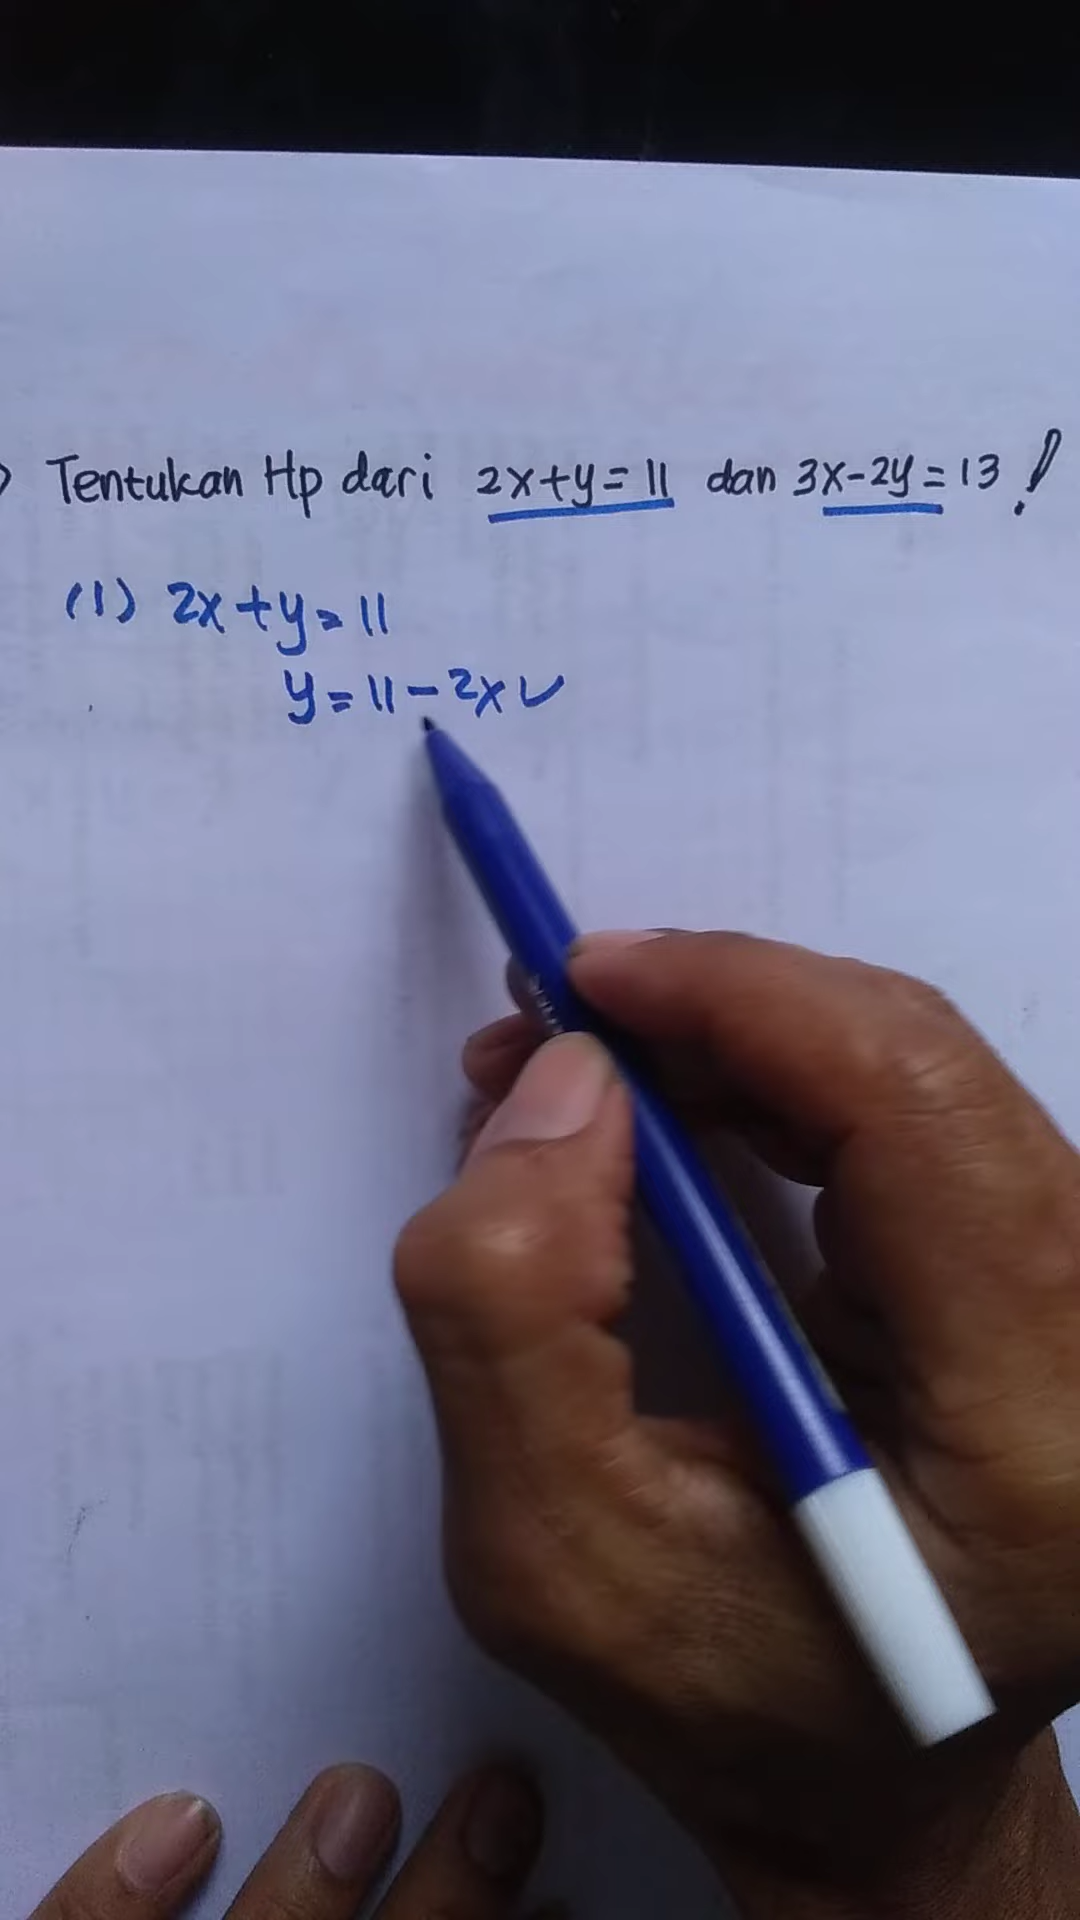 Tentukan Hp dari 2x+y=11 dan 3x-2y=13!
(1) 2x+y=11
y=11-2x✓